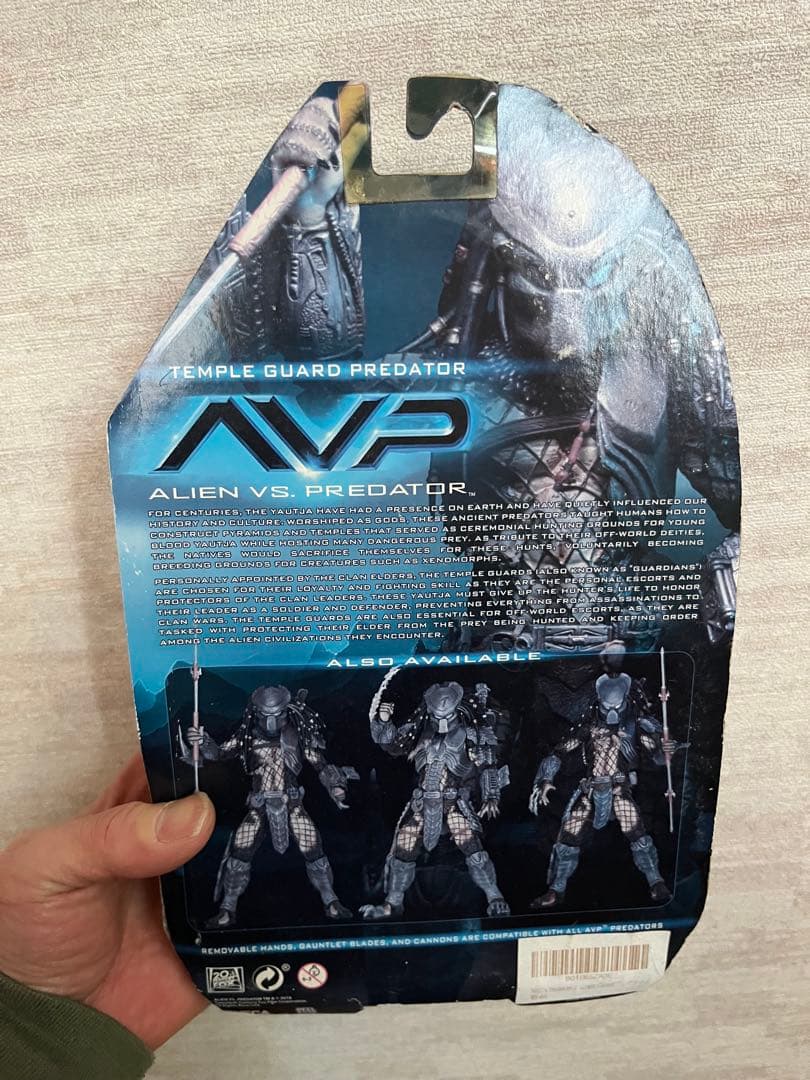 TEMPLE GUARD PREDATOR
AVP
ALIEN VS. PREDATOR™
FOR CENTURIES, THE YAUTJA HAVE HAD A PRESENCE ON EARTH AND HAVE QUIETLY INFLUENCED OUR
HISTORY AND CULTURE. WORSHIPED AS GODS, THESE ANCIENT PREDATORS TAUGHT HUMANS HOW TO
CONSTRUCT PYRAMIDS AND TEMPLES THAT SERVED AS CEREMONIAL HUNTING GROUNDS FOR YOUNG
BLOOD YAUTJA WHILE HOSTING MANY DANGEROUS PREY. AS TRIBUTE TO THEIR OFF-WORLD DEITIES,
THE NATIVES WOULD SACRIFICE THEMSELVES FOR THESE HUNTS, VOLUNTARILY BECOMING
BREEDING GROUNDS FOR CREATURES SUCH AS XENOMORPHS.
PERSONALLY APPOINTED BY THE CLAN ELDERS, THE TEMPLE GUARDS (ALSO KNOWN AS "GUARDIANS")
ARE CHOSEN FOR THEIR LOYALTY AND FIGHTING SKILL AS THEY ARE THE PERSONAL ESCORTS AND
PROTECTORS OF THE CLAN LEADERS. THESE YAUTJA MUST GIVE UP THE HUNTER'S LIFE TO HONOR
THEIR LEADER AS A SOLDIER AND DEFENDER, PREVENTING EVERYTHING FROM ASSASSINATIONS TO
CLAN WARS. THE TEMPLE GUARDS ARE ALSO ESSENTIAL FOR OFF-WORLD ESCORTS, AS THEY ARE
TASKED WITH PROTECTING THEIR ELDER FROM THE PREY BEING HUNTED AND KEEPING ORDER
AMONG THE ALIEN CIVILIZATIONS THEY ENCOUNTER.
ALSO AVAILABLE
REMOVABLE HANDS, GAUNTLET BLADES, AND CANNONS ARE COMPATIBLE WITH ALL AVP™ PREDATORS
20th
FOX
ALIEN VS. PREDATOR TM &